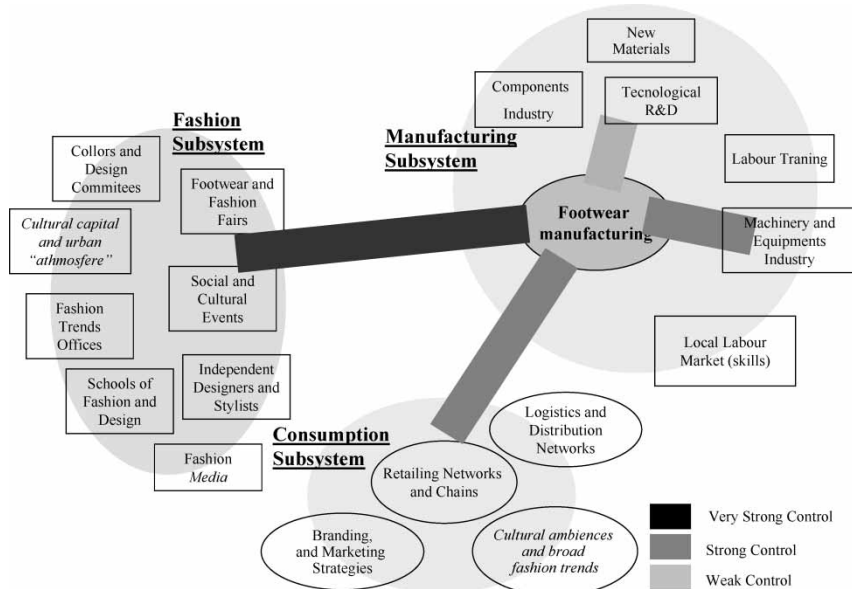 New
Materials
Components
Industry
Tecnological
R&D
Fashion
Subsystem
Manufacturing
Subsystem
Collors and
Design
Commitees
Labour Traning
Footwear and
Fashion
Fairs
Cultural capital
and urban
“athmosfere”
Footwear
manufacturing
Machinery and
Equipments
Industry
Social and
Cultural
Events
Fashion
Trends
Offices
Local Labour
Market (skills)
Schools of
Fashion and
Design
Independent
Designers and
Stylists
Fashion
Media
Consumption
Subsystem
Logistics and
Distribution
Networks
Retailing Networks
and Chains
Branding,
and Marketing
Strategies
Cultural ambiences
and broad
fashion trends
Very Strong Control
Strong Control
Weak Control